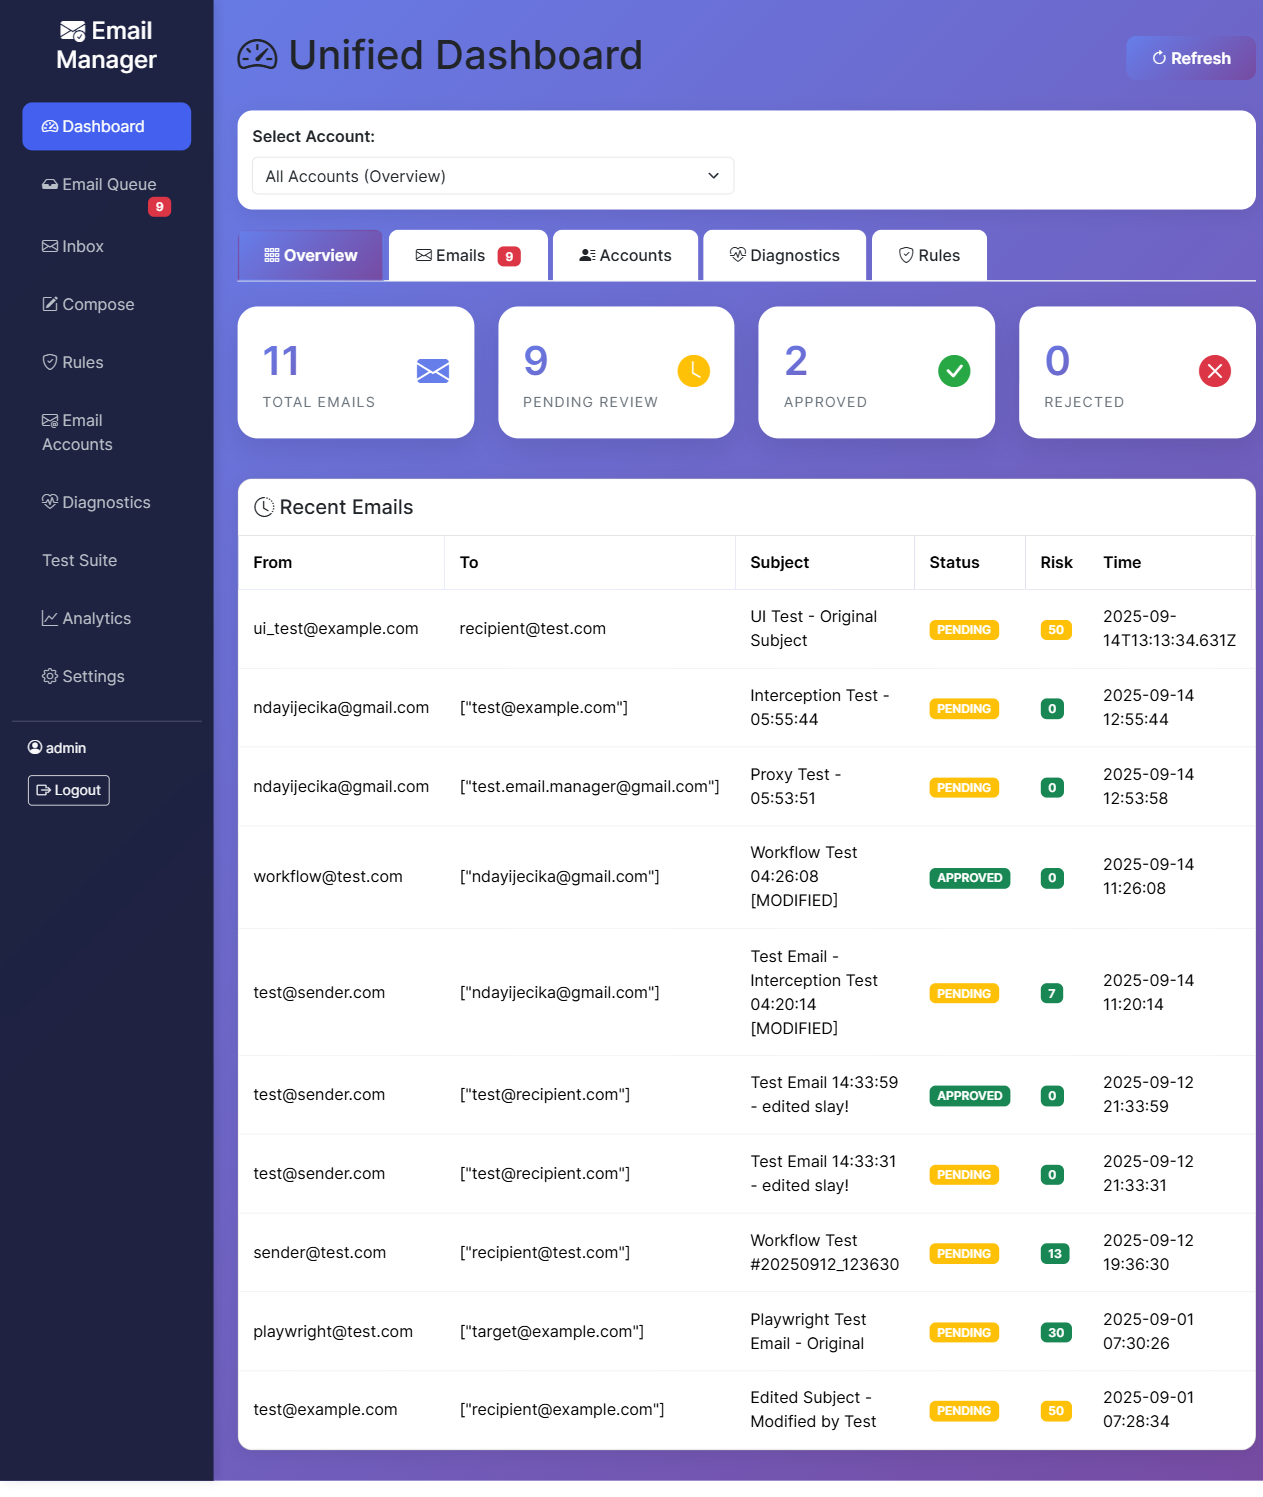 Email
Manager
Dashboard
Email Queue
9
Inbox
Compose
Rules
Email
Accounts
Diagnostics
Test Suite
Analytics
Settings
admin
Logout
Unified Dashboard
Refresh
Select Account:
All Accounts (Overview)
Overview
Emails 9
Accounts
Diagnostics
Rules
11
TOTAL EMAILS
9
PENDING REVIEW
2
APPROVED
0
REJECTED
Recent Emails
From To Subject Status Risk Time
ui_test@example.com recipient@test.com UI Test - Original PENDING 50 2025-09-
Subject 14T13:13:34.631Z
ndayijecika@gmail.com ["test@example.com"] Interception Test - PENDING 0 2025-09-14
05:55:44 12:55:44
ndayijecika@gmail.com ["test.email.manager@gmail.com"] Proxy Test - PENDING 0 2025-09-14
05:53:51 12:53:58
workflow@test.com ["ndayijecika@gmail.com"] Workflow Test APPROVED 0 2025-09-14
04:26:08 11:26:08
[MODIFIED]
test@sender.com ["ndayijecika@gmail.com"] Test Email - PENDING 7 2025-09-14
Interception Test 11:20:14
04:20:14
[MODIFIED]
test@sender.com ["test@recipient.com"] Test Email 14:33:59 APPROVED 0 2025-09-12
- edited slay! 21:33:59
test@sender.com ["test@recipient.com"] Test Email 14:33:31 PENDING 0 2025-09-12
- edited slay! 21:33:31
sender@test.com ["recipient@test.com"] Workflow Test PENDING 13 2025-09-12
#20250912_123630 19:36:30
playwright@test.com ["target@example.com"] Playwright Test PENDING 30 2025-09-01
Email - Original 07:30:26
test@example.com ["recipient@example.com"] Edited Subject - PENDING 50 2025-09-01
Modified by Test 07:28:34